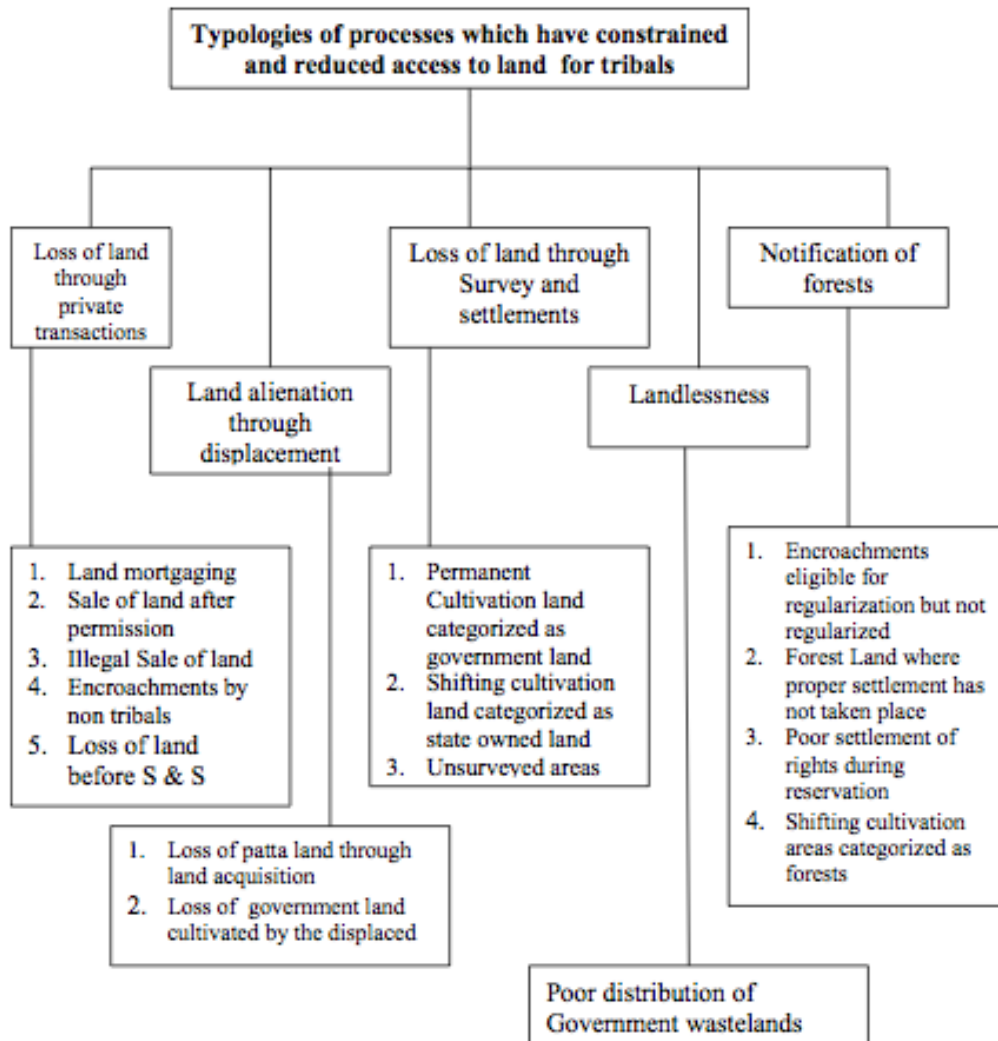 Typologies of processes which have constrained
and reduced access to land for tribals
Loss of land
through
private
transactions
Land alienation
through
displacement
Loss of land through
Survey and
settlements
Landlessness
Notification of
forests
1. Land mortgaging
2. Sale of land after
permission
3. Illegal Sale of land
4. Encroachments by
non tribals
5. Loss of land
before S & S
1. Loss of patta land through
land acquisition
2. Loss of government land
cultivated by the displaced
1. Permanent
Cultivation land
categorized as
government land
2. Shifting cultivation
land categorized as
state owned land
3. Unsurveyed areas
Poor distribution of
Government wastelands
1. Encroachments
eligible for
regularization but not
regularized
2. Forest Land where
proper settlement has
not taken place
3. Poor settlement of
rights during
reservation
4. Shifting cultivation
areas categorized as
forests